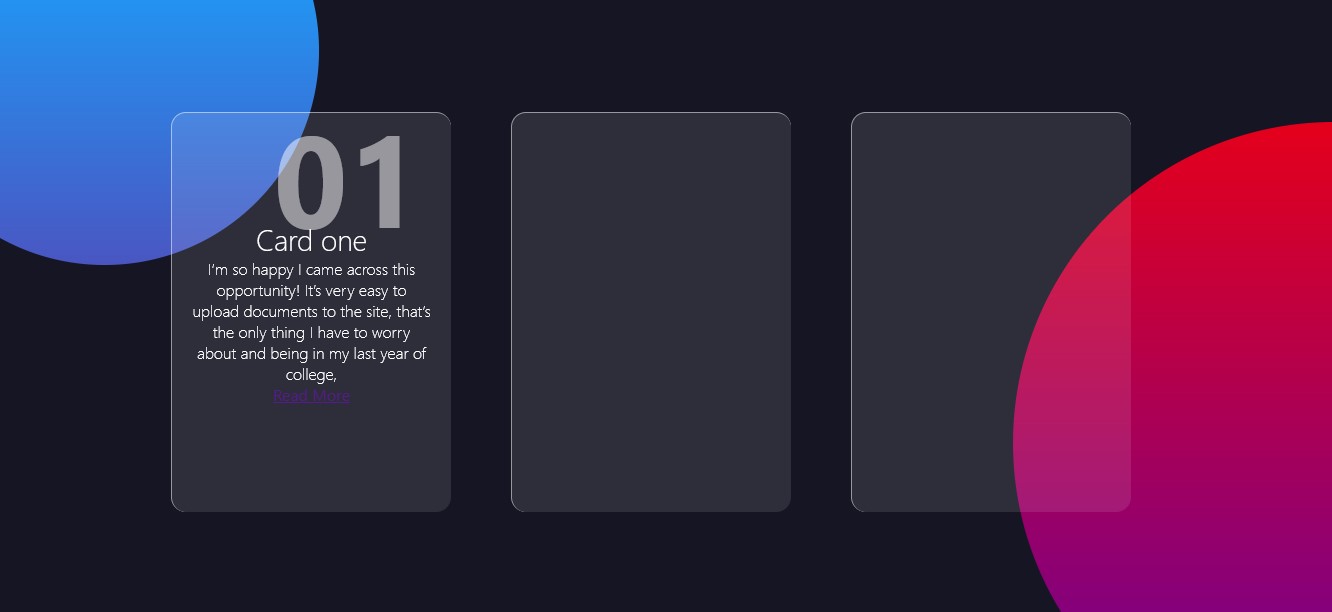 01
Card one
I'm so happy I came across this
opportunity! It's very easy to
upload documents to the site, that's
the only thing I have to worry
about and being in my last year of
college,
Read More